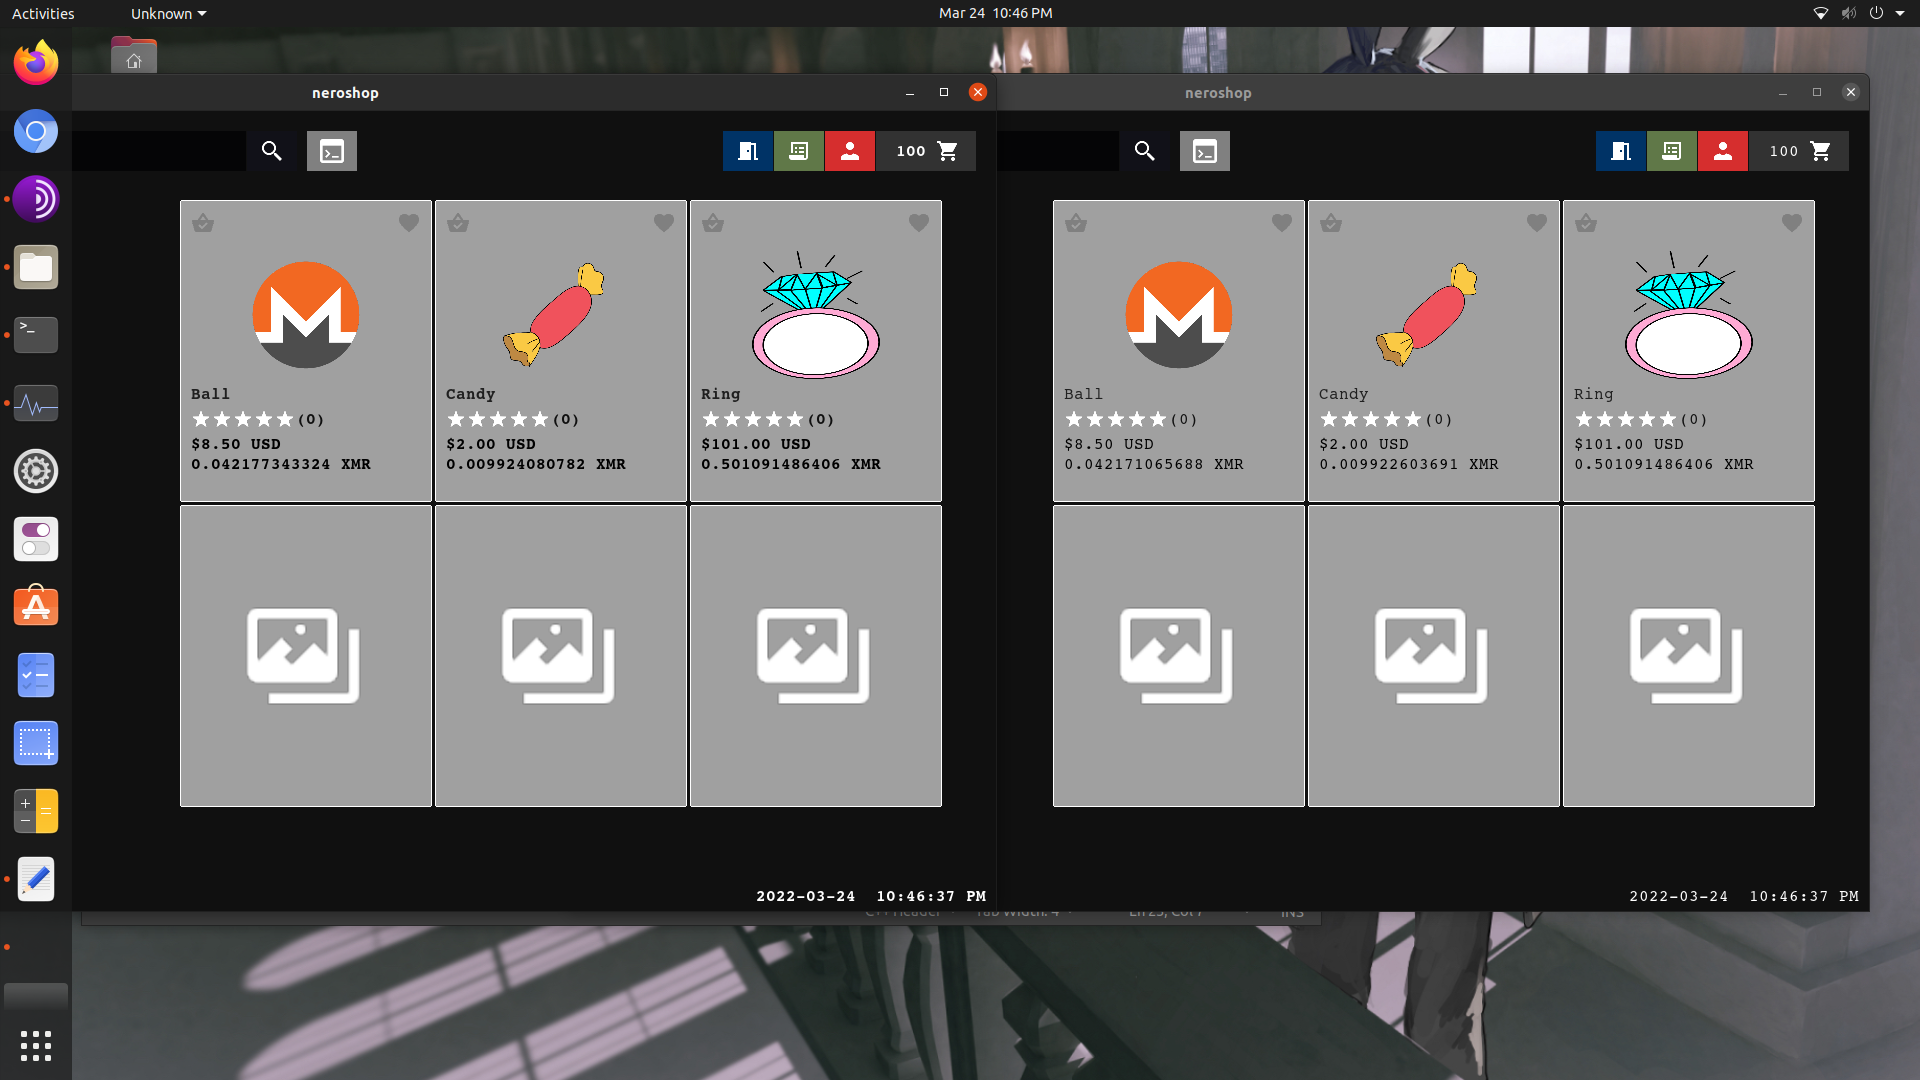 Activities
Unknown
Mar 24 10:46 PM
neroshop
100
Ball
(0)
$8.50 USD
0.042177343324 XMR
Candy
(0)
$2.00 USD
0.009924080782 XMR
Ring
(0)
$101.00 USD
0.501091486406 XMR
2022-03-24 10:46:37 PM
neroshop
100
Ball
(0)
$8.50 USD
0.042171065688 XMR
Candy
(0)
$2.00 USD
0.009922603691 XMR
Ring
(0)
$101.00 USD
0.501091486406 XMR
2022-03-24 10:46:37 PM